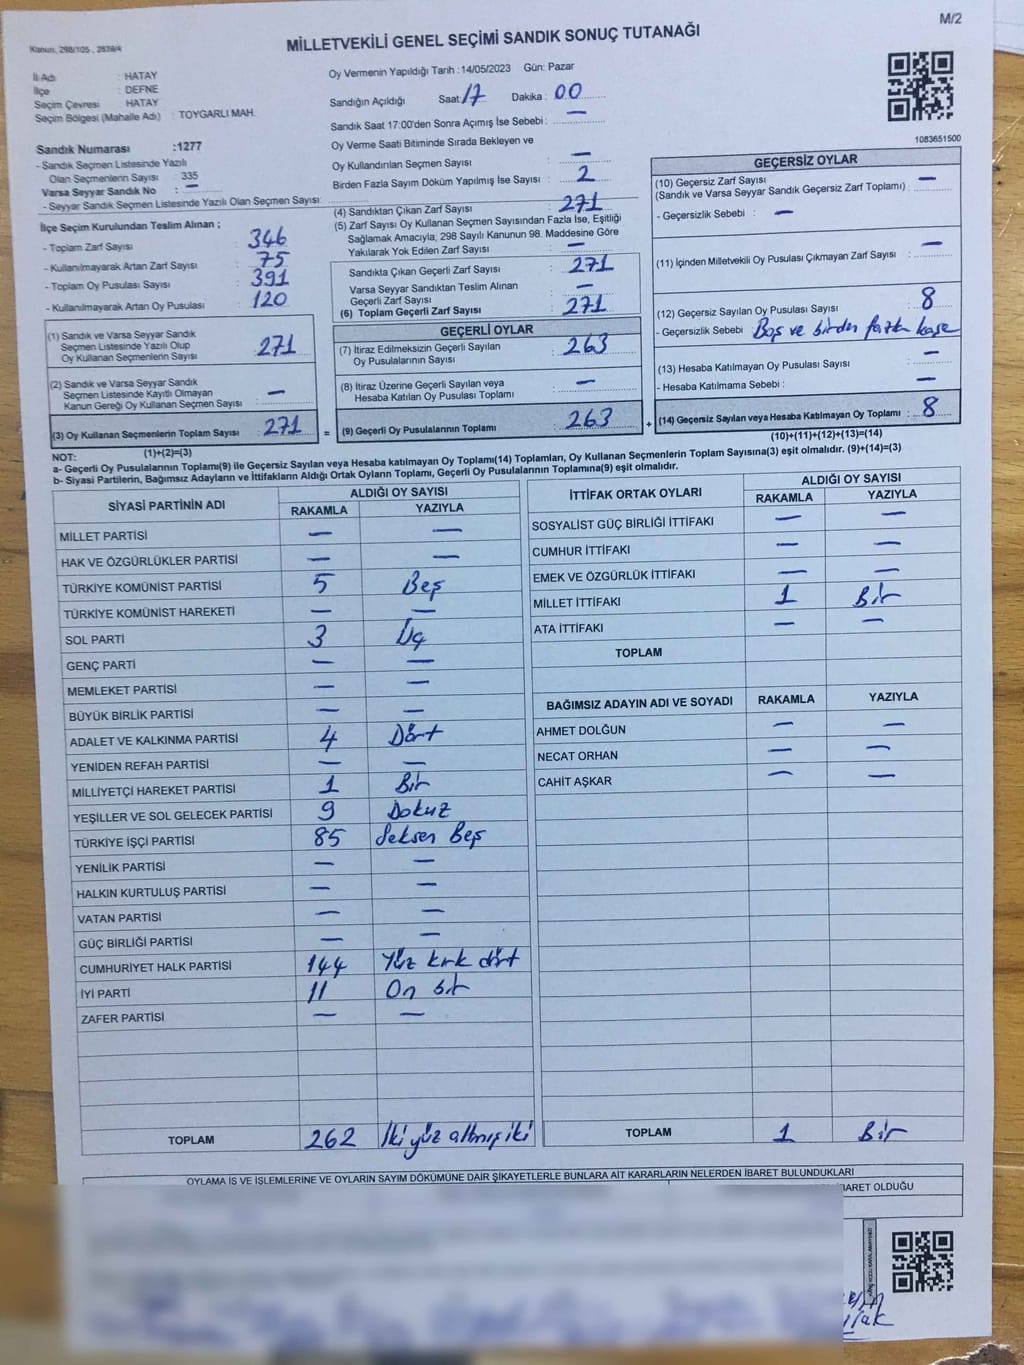 M/2
Kanun, 298/105 , 2839/4
MİLLETVEKİLİ GENEL SEÇİMİ SANDIK SONUÇ TUTANAĞI
İl Adı : HATAY
İlçe : DEFNE
Seçim Çevresi : HATAY
Seçim Bölgesi (Mahalle Adı) : TOYGARLI MAH.
Sandık Numarası :1277
- Sandık Seçmen Listesinde Yazılı
Olan Seçmenlerin Sayısı : 335
Varsa Seyyar Sandık No : —
- Seyyar Sandık Seçmen Listesinde Yazılı Olan Seçmen Sayısı:
Oy Vermenin Yapıldığı Tarih :14/05/2023 Gün: Pazar
Sandığın Açıldığı Saat: 17 Dakika : 00
Sandık Saat 17:00'den Sonra Açımış İse Sebebi : —
Oy Verme Saati Bitiminde Sırada Bekleyen ve
Oy Kullandırılan Seçmen Sayısı : —
Birden Fazla Sayım Döküm Yapılmış İse Sayısı : 2
1083651500
İlçe Seçim Kurulundan Teslim Alınan ;
- Toplam Zarf Sayısı : 346
- Kullanılmayarak Artan Zarf Sayısı : 75
- Toplam Oy Pusulası Sayısı : 391
- Kullanılmayarak Artan Oy Pusulası : 120
(1) Sandık ve Varsa Seyyar Sandık
Seçmen Listesinde Yazılı Olup
Oy Kullanan Seçmenlerin Sayısı : 271
(2) Sandık ve Varsa Seyyar Sandık
Seçmen Listesinde Kayıtlı Olmayan
Kanun Gereği Oy Kullanan Seçmen Sayısı : —
(3) Oy Kullanan Seçmenlerin Toplam Sayısı : 271
(1)+(2)=(3)
(4) Sandıktan Çıkan Zarf Sayısı : 271
(5) Zarf Sayısı Oy Kullanan Seçmen Sayısından Fazla İse, Eşitliği
Sağlamak Amacıyla, 298 Sayılı Kanunun 98. Maddesine Göre
Yakılarak Yok Edilen Zarf Sayısı : —
Sandıkta Çıkan Geçerli Zarf Sayısı : 271
Varsa Seyyar Sandıktan Teslim Alınan
Geçerli Zarf Sayısı : —
(6) Toplam Geçerli Zarf Sayısı : 271
GEÇERLİ OYLAR
(7) İtiraz Edilmeksizin Geçerli Sayılan
Oy Pusulalarının Sayısı : 263
(8) İtiraz Üzerine Geçerli Sayılan veya
Hesaba Katılan Oy Pusulası Toplamı : —
= (9) Geçerli Oy Pusulalarının Toplamı : 263
GEÇERSİZ OYLAR
(10) Geçersiz Zarf Sayısı
(Sandık ve Varsa Seyyar Sandık Geçersiz Zarf Toplamı) : —
- Geçersizlik Sebebi : —
(11) İçinden Milletvekili Oy Pusulası Çıkmayan Zarf Sayısı : —
(12) Geçersiz Sayılan Oy Pusulası Sayısı : 8
- Geçersizlik Sebebi : Boş ve birden fazla kaşe
(13) Hesaba Katılmayan Oy Pusulası Sayısı : —
- Hesaba Katılmama Sebebi : —
+ (14) Geçersiz Sayılan veya Hesaba Katılmayan Oy Toplamı : 8
(10)+(11)+(12)+(13)=(14)
NOT:
a- Geçerli Oy Pusulalarının Toplamı(9) ile Geçersiz Sayılan veya Hesaba katılmayan Oy Toplamı(14) Toplamları, Oy Kullanan Seçmenlerin Toplam Sayısına(3) eşit olmalıdır. (9)+(14)=(3)
b- Siyasi Partilerin, Bağımsız Adayların ve İttifakların Aldığı Ortak Oyların Toplamı, Geçerli Oy Pusulalarının Toplamına(9) eşit olmalıdır.
SİYASİ PARTİNİN ADI ALDIĞI OY SAYISI
RAKAMLA YAZIYLA
MİLLET PARTİSİ — —
HAK VE ÖZGÜRLÜKLER PARTİSİ — —
TÜRKİYE KOMÜNİST PARTİSİ 5 Beş
TÜRKİYE KOMÜNİST HAREKETİ — —
SOL PARTİ 3 Üç
GENÇ PARTİ — —
MEMLEKET PARTİSİ — —
BÜYÜK BİRLİK PARTİSİ — —
ADALET VE KALKINMA PARTİSİ 4 Dört
YENİDEN REFAH PARTİSİ — —
MİLLİYETÇİ HAREKET PARTİSİ 1 Bir
YEŞİLLER VE SOL GELECEK PARTİSİ 9 Dokuz
TÜRKİYE İŞÇİ PARTİSİ 85 Seksen Beş
YENİLİK PARTİSİ — —
HALKIN KURTULUŞ PARTİSİ — —
VATAN PARTİSİ — —
GÜÇ BİRLİĞİ PARTİSİ — —
CUMHURİYET HALK PARTİSİ 144 Yüz kırk dört
İYİ PARTİ 11 On bir
ZAFER PARTİSİ — —
TOPLAM 262 İki yüz altmış iki
İTTİFAK ORTAK OYLARI ALDIĞI OY SAYISI
RAKAMLA YAZIYLA
SOSYALİST GÜÇ BİRLİĞİ İTTİFAKI — —
CUMHUR İTTİFAKI — —
EMEK VE ÖZGÜRLÜK İTTİFAKI — —
MİLLET İTTİFAKI 1 Bir
ATA İTTİFAKI — —
TOPLAM
BAĞIMSIZ ADAYIN ADI VE SOYADI RAKAMLA YAZIYLA
AHMET DOLĞUN — —
NECAT ORHAN — —
CAHİT AŞKAR — —
TOPLAM 1 Bir
OYLAMA İŞ VE İŞLEMLERİNE VE OYLARIN SAYIM DÖKÜMÜNE DAİR ŞİKAYETLERLE BUNLARA AİT KARARLARIN NELERDEN İBARET BULUNDUKLARI
BARET OLDUĞU